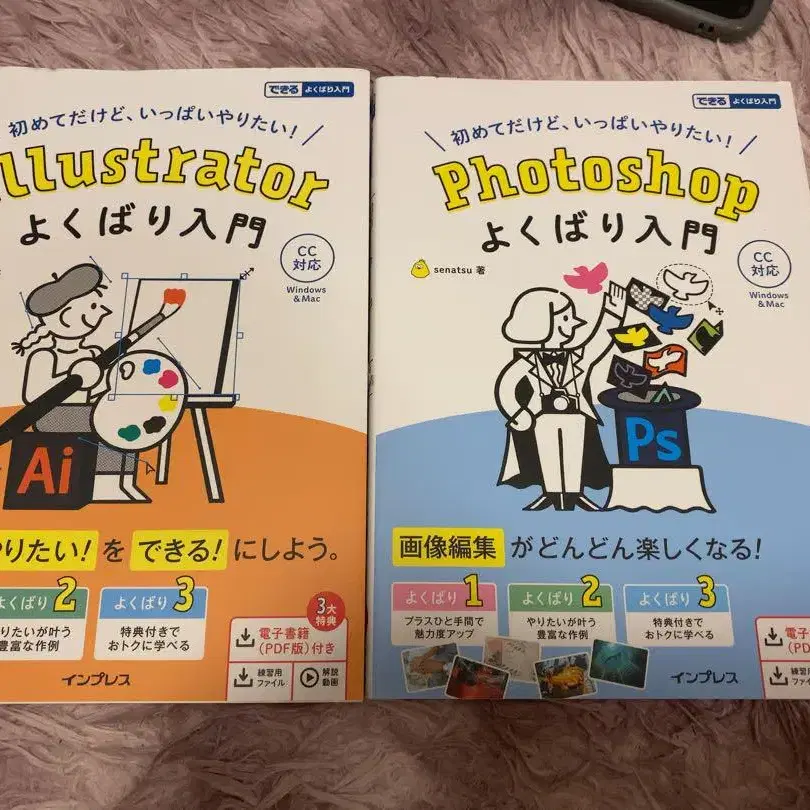 できる よくばり入門
初めてだけど、いっぱいやりたい!
Illustrator
よくばり入門
CC
対応
Windows
&Mac
Ai
やりたい! を できる! にしよう。
よくばり 2
やりたいが叶う
豊富な作例
よくばり 3
特典付きで
おトクに学べる
3大
特典
電子書籍
(PDF版)付き
練習用
ファイル
解説
動画
インプレス
できる よくばり入門
初めてだけど、いっぱいやりたい!
Photoshop
よくばり入門
senatsu 著
CC
対応
Windows
&Mac
Ps
画像編集 がどんどん楽しくなる!
よくばり 1
プラスひと手間で
魅力度アップ
よくばり 2
やりたいが叶う
豊富な作例
よくばり 3
特典付きで
おトクに学べる
電子
(PD
練習用
ファイル
インプレス